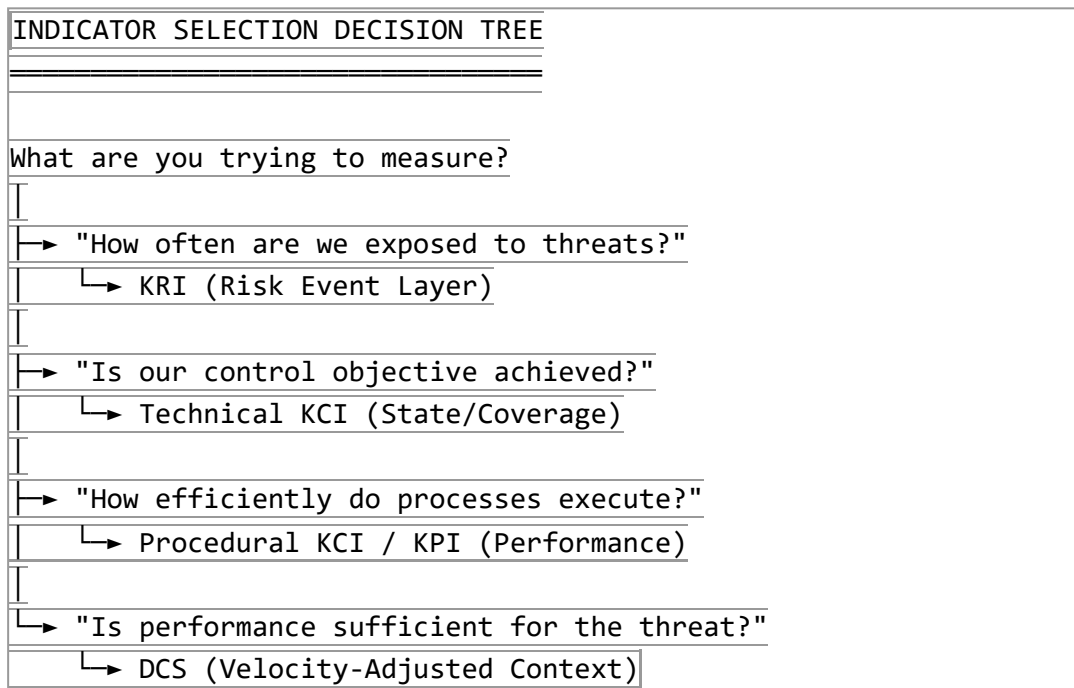 INDICATOR SELECTION DECISION TREE
═════════════════════════════════
What are you trying to measure?
│
├─► "How often are we exposed to threats?"
│   └─► KRI (Risk Event Layer)
│
├─► "Is our control objective achieved?"
│   └─► Technical KCI (State/Coverage)
│
├─► "How efficiently do processes execute?"
│   └─► Procedural KCI / KPI (Performance)
│
└─► "Is performance sufficient for the threat?"
    └─► DCS (Velocity-Adjusted Context)